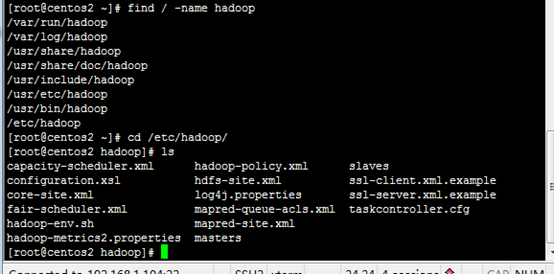 [root@centos2 ~]# find / -name hadoop
/var/run/hadoop
/var/log/hadoop
/usr/share/hadoop
/usr/share/doc/hadoop
/usr/include/hadoop
/usr/etc/hadoop
/usr/bin/hadoop
/etc/hadoop
[root@centos2 ~]# cd /etc/hadoop/
[root@centos2 hadoop]# ls
capacity-scheduler.xml hadoop-policy.xml slaves
configuration.xsl hdfs-site.xml ssl-client.xml.example
core-site.xml log4j.properties ssl-server.xml.example
fair-scheduler.xml mapred-queue-acls.xml taskcontroller.cfg
hadoop-env.sh mapred-site.xml
hadoop-metrics2.properties masters
[root@centos2 hadoop]#
Connected to 192.168.1.104:22 SSH2 xterm 24,24 4 sessions CAP NUM